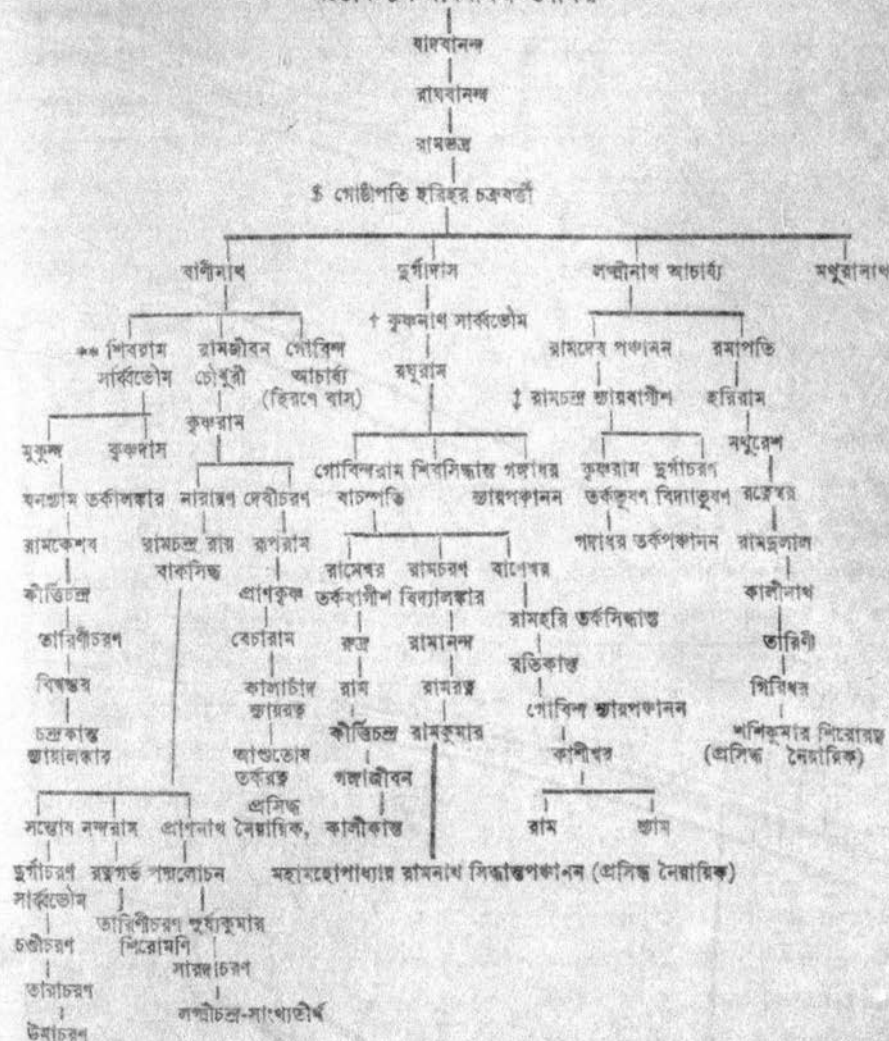 যাদবানন্দ
রাঘবানন্দ
রামভদ্র
$ গোষ্ঠীপতি হরিহর চক্রবর্ত্তী
বাণীনাথ দুর্গাদাস লক্ষ্মীনাথ আচার্য্য মথুরানাথ
† কৃষ্ণনাথ সার্ব্বভৌম
** শিবরাম রামজীবন গোবিন্দ রামদেব পঞ্চানন রমাপতি
সার্ব্বভৌম চৌধুরী আচার্য্য রঘুরাম
(হিরণে বাস) ‡ রামচন্দ্র ন্যায়বাগীশ হরিরাম
কৃষ্ণরাম
মুকুন্দ কৃষ্ণদাস মথুরেশ
গোবিন্দরাম শিবসিদ্ধান্ত গঙ্গাধর কৃষ্ণরাম দুর্গাচরণ
ঘনশ্যাম তর্কালঙ্কার নারায়ণ দেবীচরণ বাচস্পতি ন্যায়পঞ্চানন তর্কভূষণ বিদ্যাভূষণ রত্নেশ্বর
রামকেশব রামচন্দ্র রায় রূপরাম গঙ্গাধর তর্কপঞ্চানন রামদুলাল
বাকসিদ্ধ রামেশ্বর রামচরণ বাণেশ্বর
কীর্ত্তিচন্দ্র প্রাণকৃষ্ণ তর্কবাগীশ বিদ্যালঙ্কার কালীনাথ
রামহরি তর্কসিদ্ধান্ত
তারিণীচরণ বেচারাম রুদ্র রামানন্দ তারিণী
রতিকান্ত
বিশ্বম্ভর কালাচাঁদ রাম রামরত্ন গিরিধর
ন্যায়রত্ন গোবিন্দ ন্যায়পঞ্চানন
চন্দ্রকান্ত কীর্ত্তিচন্দ্র রামকুমার শশিকুমার শিরোরত্ন
ন্যায়ালঙ্কার আশুতোষ কাশীশ্বর (প্রসিদ্ধ নৈয়ায়িক)
তর্করত্ন গঙ্গাজীবন
প্রসিদ্ধ
সন্তোষ নন্দরাম প্রাণনাথ নৈয়ায়িক, কালীকান্ত রাম শ্যাম
দুর্গাচরণ রত্নগর্ভ পদ্মলোচন মহামহোপাধ্যায় রামনাথ সিদ্ধান্তপঞ্চানন (প্রসিদ্ধ নৈয়ায়িক)
সার্ব্বভৌম
তারিণীচরণ সূর্য্যকুমার
চণ্ডীচরণ শিরোমণি
সারদাচরণ
তারাচরণ
লক্ষ্মীচন্দ্র-সাংখ্যতীর্থ
উমাচরণ